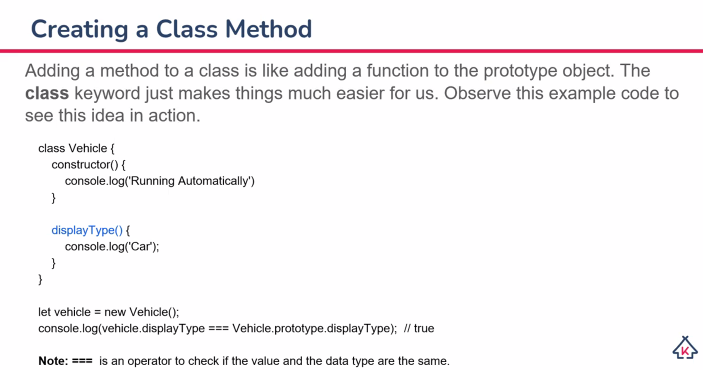 Creating a Class Method
Adding a method to a class is like adding a function to the prototype object. The
class keyword just makes things much easier for us. Observe this example code to
see this idea in action.
class Vehicle {
constructor() {
console.log('Running Automatically')
}
displayType() {
console.log('Car');
}
}
let vehicle = new Vehicle();
console.log(vehicle.displayType === Vehicle.prototype.displayType);  // true
Note: ===  is an operator to check if the value and the data type are the same.
K